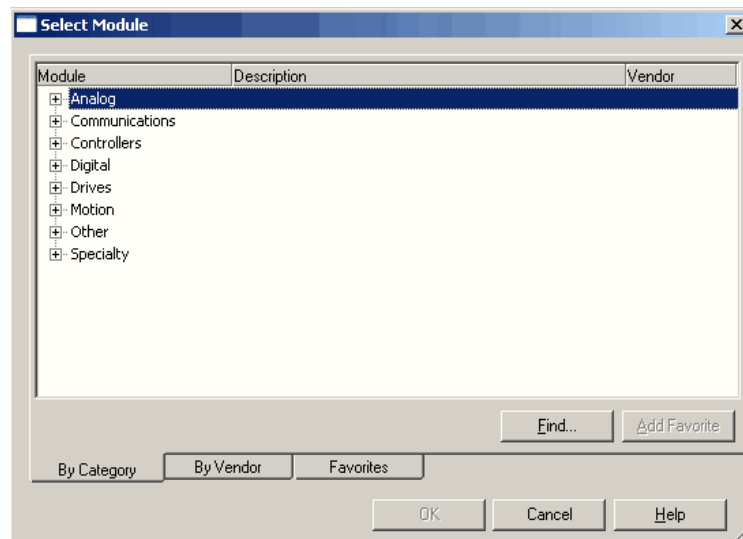 Select Module
Module Description Vendor
Analog
Communications
Controllers
Digital
Drives
Motion
Other
Specialty
Find... Add Favorite
By Category By Vendor Favorites
OK Cancel Help